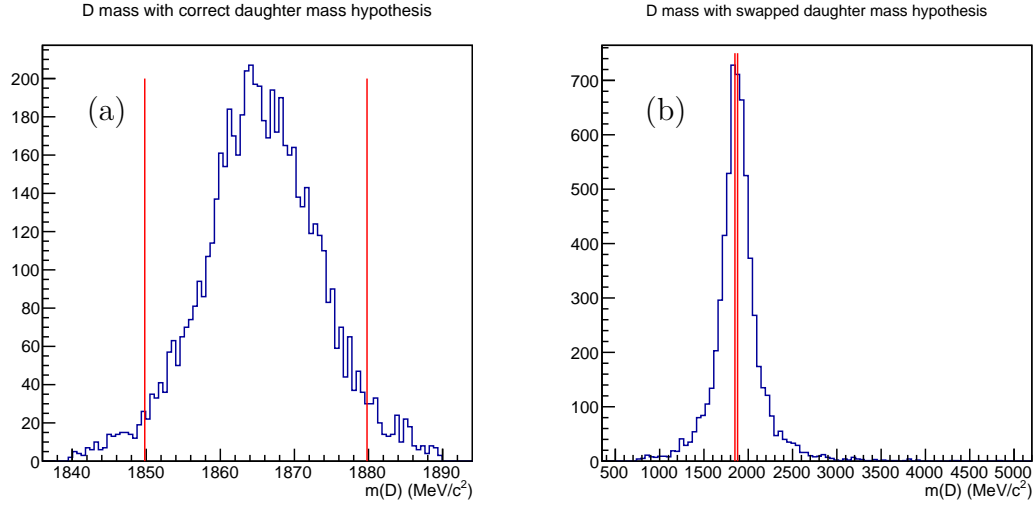 D mass with correct daughter mass hypothesis
(a)
200
180
160
140
120
100
80
60
40
20
0
1840 1850 1860 1870 1880 1890
m(D) (MeV/c²)
D mass with swapped daughter mass hypothesis
(b)
700
600
500
400
300
200
100
0
500 1000 1500 2000 2500 3000 3500 4000 4500 5000
m(D) (MeV/c²)